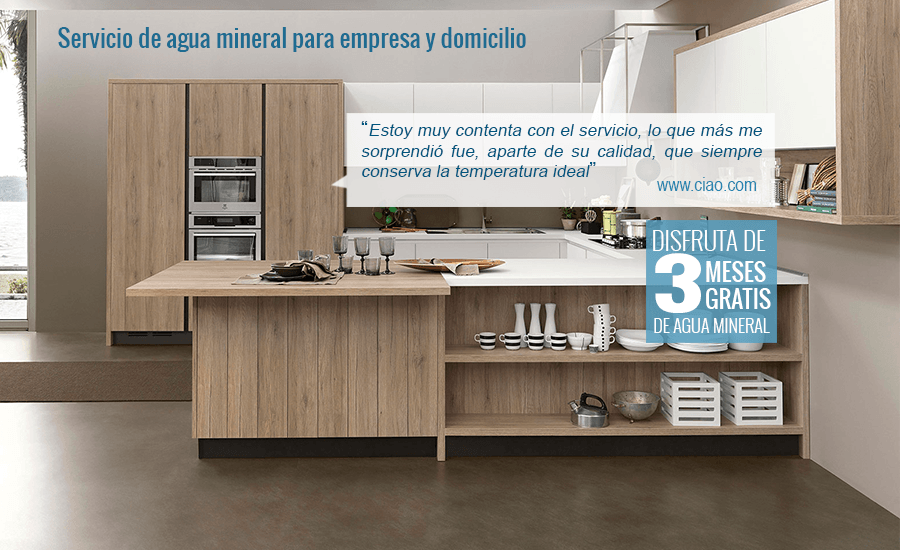 Servicio de agua mineral para empresa y domicilio
“Estoy muy contenta con el servicio, lo que más me
sorprendió fue, aparte de su calidad, que siempre
conserva la temperatura ideal”
www.ciao.com
DISFRUTA DE
3 MESES
GRATIS
DE AGUA MINERAL